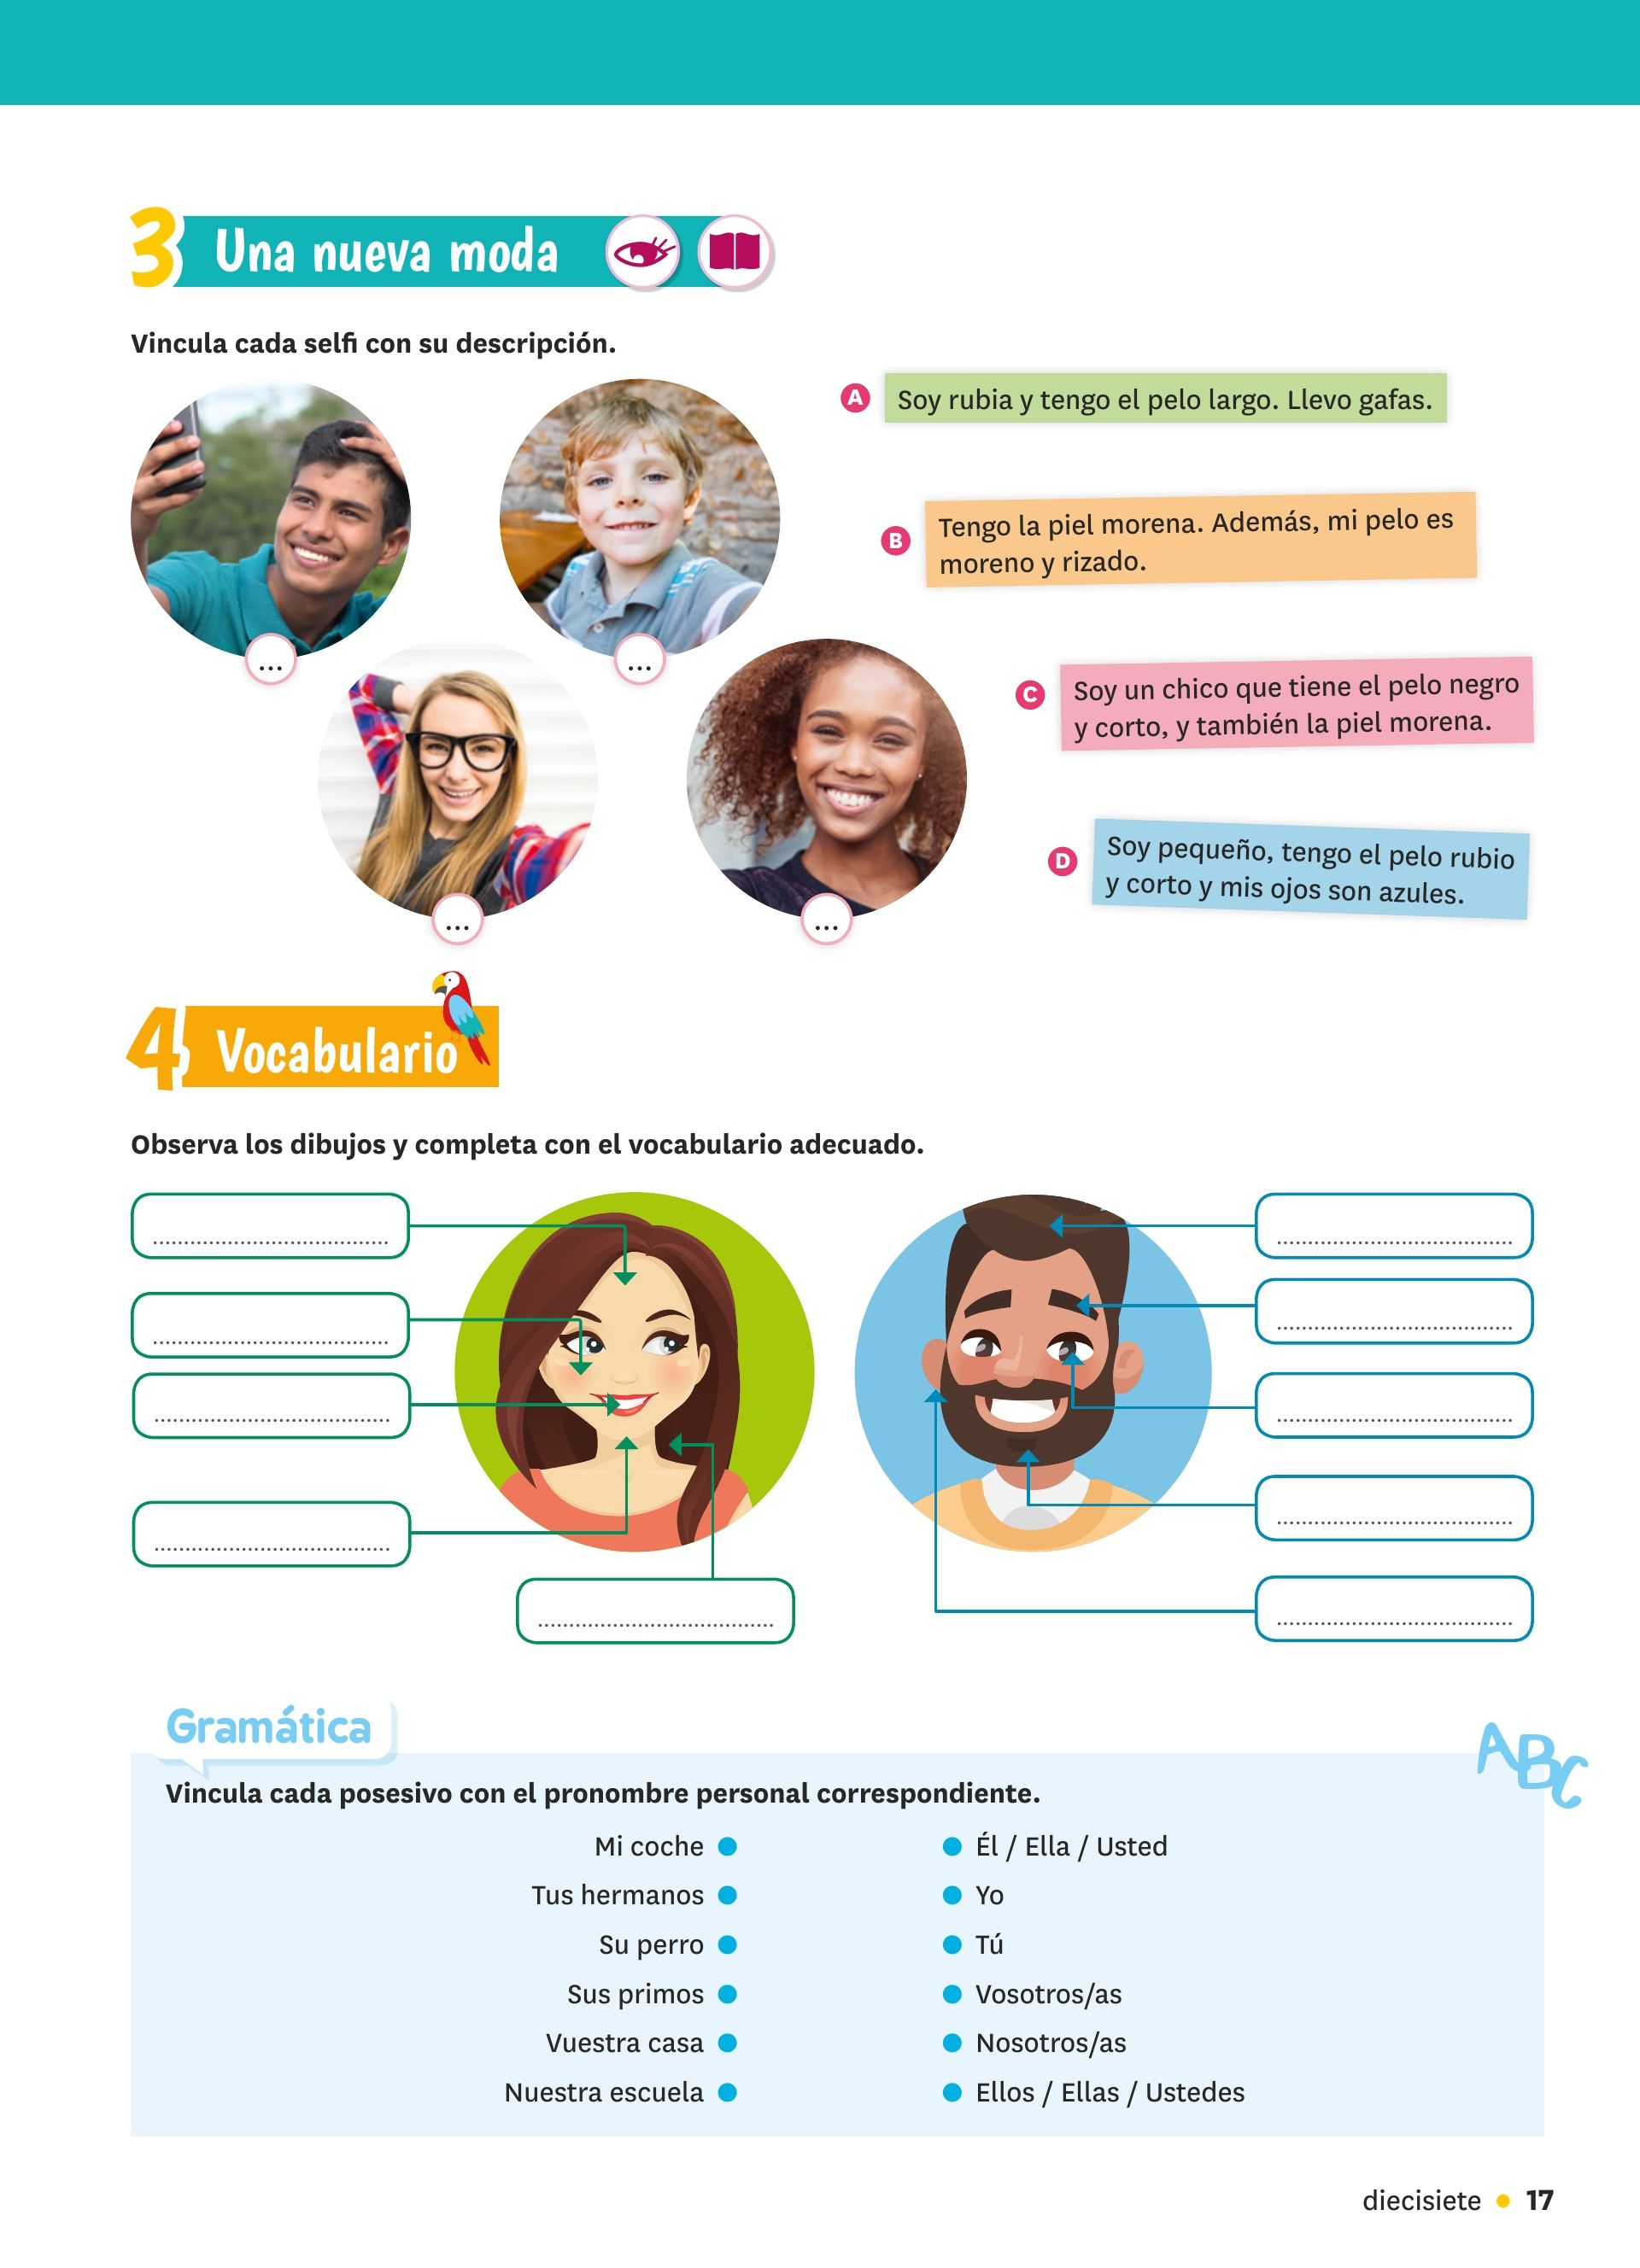 3 Una nueva moda
Vincula cada selfi con su descripción.
...
...
...
...
A Soy rubia y tengo el pelo largo. Llevo gafas.
B Tengo la piel morena. Además, mi pelo es
moreno y rizado.
C Soy un chico que tiene el pelo negro
y corto, y también la piel morena.
D Soy pequeño, tengo el pelo rubio
y corto y mis ojos son azules.
4 Vocabulario
Observa los dibujos y completa con el vocabulario adecuado.
Gramática
ABC
Vincula cada posesivo con el pronombre personal correspondiente.
Mi coche ● ● Él / Ella / Usted
Tus hermanos ● ● Yo
Su perro ● ● Tú
Sus primos ● ● Vosotros/as
Vuestra casa ● ● Nosotros/as
Nuestra escuela ● ● Ellos / Ellas / Ustedes
diecisiete ● 17